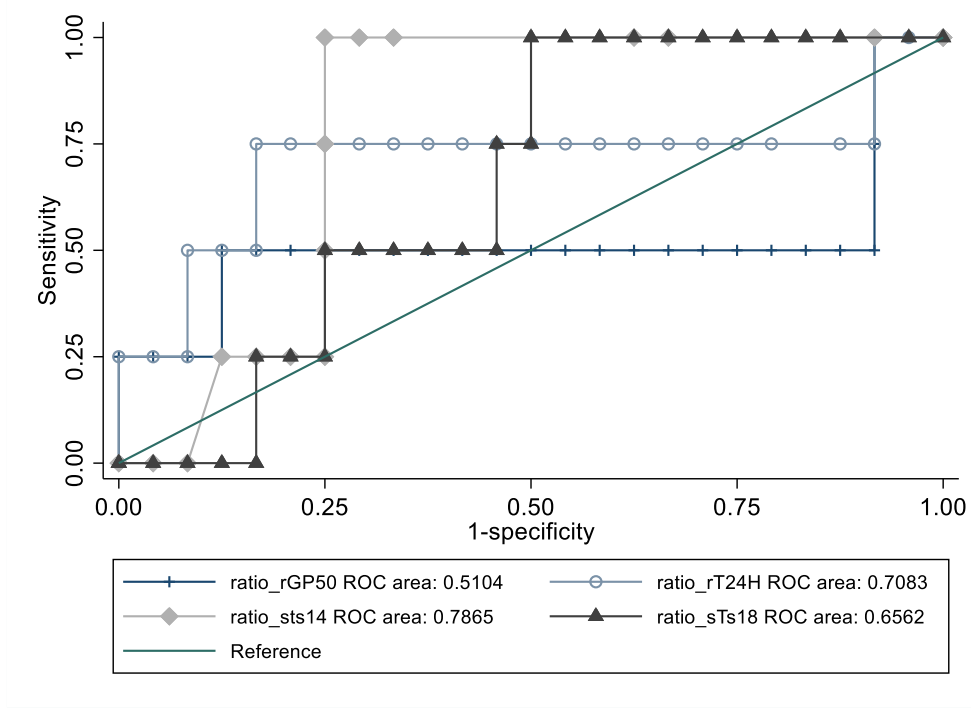 1.00
0.75
0.50
0.25
0.00
Sensitivity
0.00 0.25 0.50 0.75 1.00
1-specificity
ratio_rGP50 ROC area: 0.5104 ratio_rT24H ROC area: 0.7083
ratio_sts14 ROC area: 0.7865 ratio_sTs18 ROC area: 0.6562
Reference